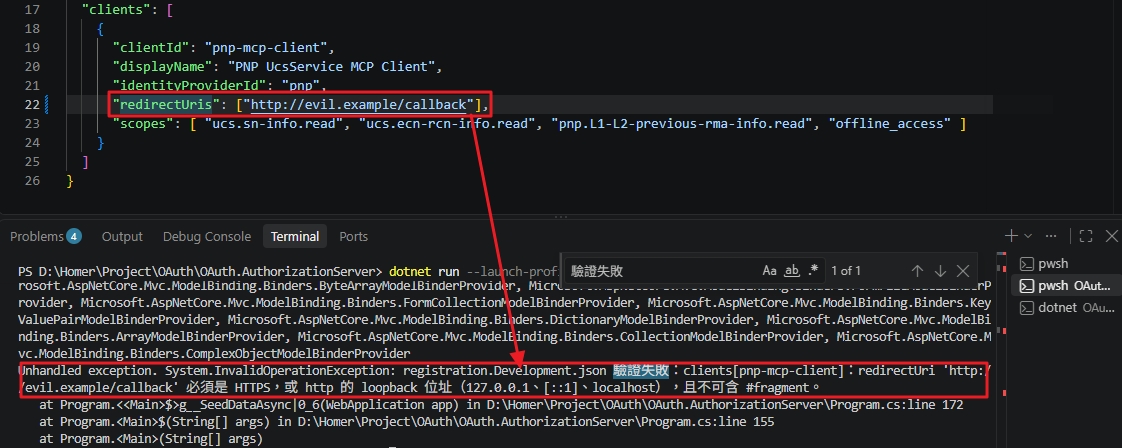 17 "clients": [
18 {
19 "clientId": "pnp-mcp-client",
20 "displayName": "PNP UcsService MCP Client",
21 "identityProviderId": "pnp",
22 "redirectUris": ["http://evil.example/callback"],
23 "scopes": [ "ucs.sn-info.read", "ucs.ecn-rcn-info.read", "pnp.L1-L2-previous-rma-info.read", "offline_access" ]
24 }
25 ]
26 }
Problems 4 Output Debug Console Terminal Ports
PS D:\Homer\Project\OAuth\OAuth.AuthorizationServer> dotnet run --launch-prof
驗證失敗 Aa ab .* 1 of 1
pwsh
pwsh OAut...
dotnet OAu...
rosoft.AspNetCore.Mvc.ModelBinding.Binders.ByteArrayModelBinderProvider, Mic
rovider, Microsoft.AspNetCore.Mvc.ModelBinding.Binders.FormCollectionModelBinderProvider, Microsoft.AspNetCore.Mvc.ModelBinding.Binders.Key
ValuePairModelBinderProvider, Microsoft.AspNetCore.Mvc.ModelBinding.Binders.DictionaryModelBinderProvider, Microsoft.AspNetCore.Mvc.ModelBi
nding.Binders.ArrayModelBinderProvider, Microsoft.AspNetCore.Mvc.ModelBinding.Binders.CollectionModelBinderProvider, Microsoft.AspNetCore.M
vc.ModelBinding.Binders.ComplexObjectModelBinderProvider
Unhandled exception. System.InvalidOperationException: registration.Development.json 驗證失敗：clients[pnp-mcp-client]：redirectUri 'http:/
/evil.example/callback' 必須是 HTTPS，或 http 的 loopback 位址（127.0.0.1、[::1]、localhost），且不可含 #fragment。
at Program.<<Main>$>g__SeedDataAsync|0_6(WebApplication app) in D:\Homer\Project\OAuth\OAuth.AuthorizationServer\Program.cs:line 172
at Program.<Main>$(String[] args) in D:\Homer\Project\OAuth\OAuth.AuthorizationServer\Program.cs:line 155
at Program.<Main>(String[] args)